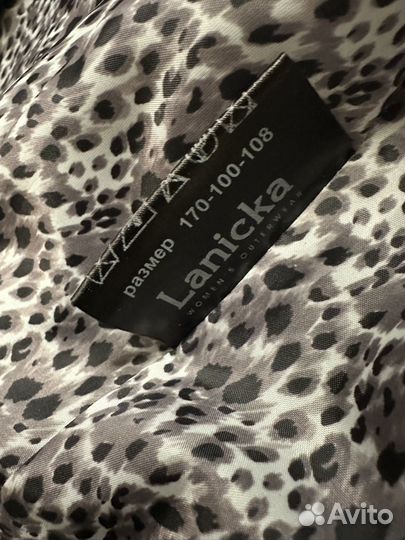 размер 170-100-108
Lanicka
WOMEN'S OUTERWEAR
Avito